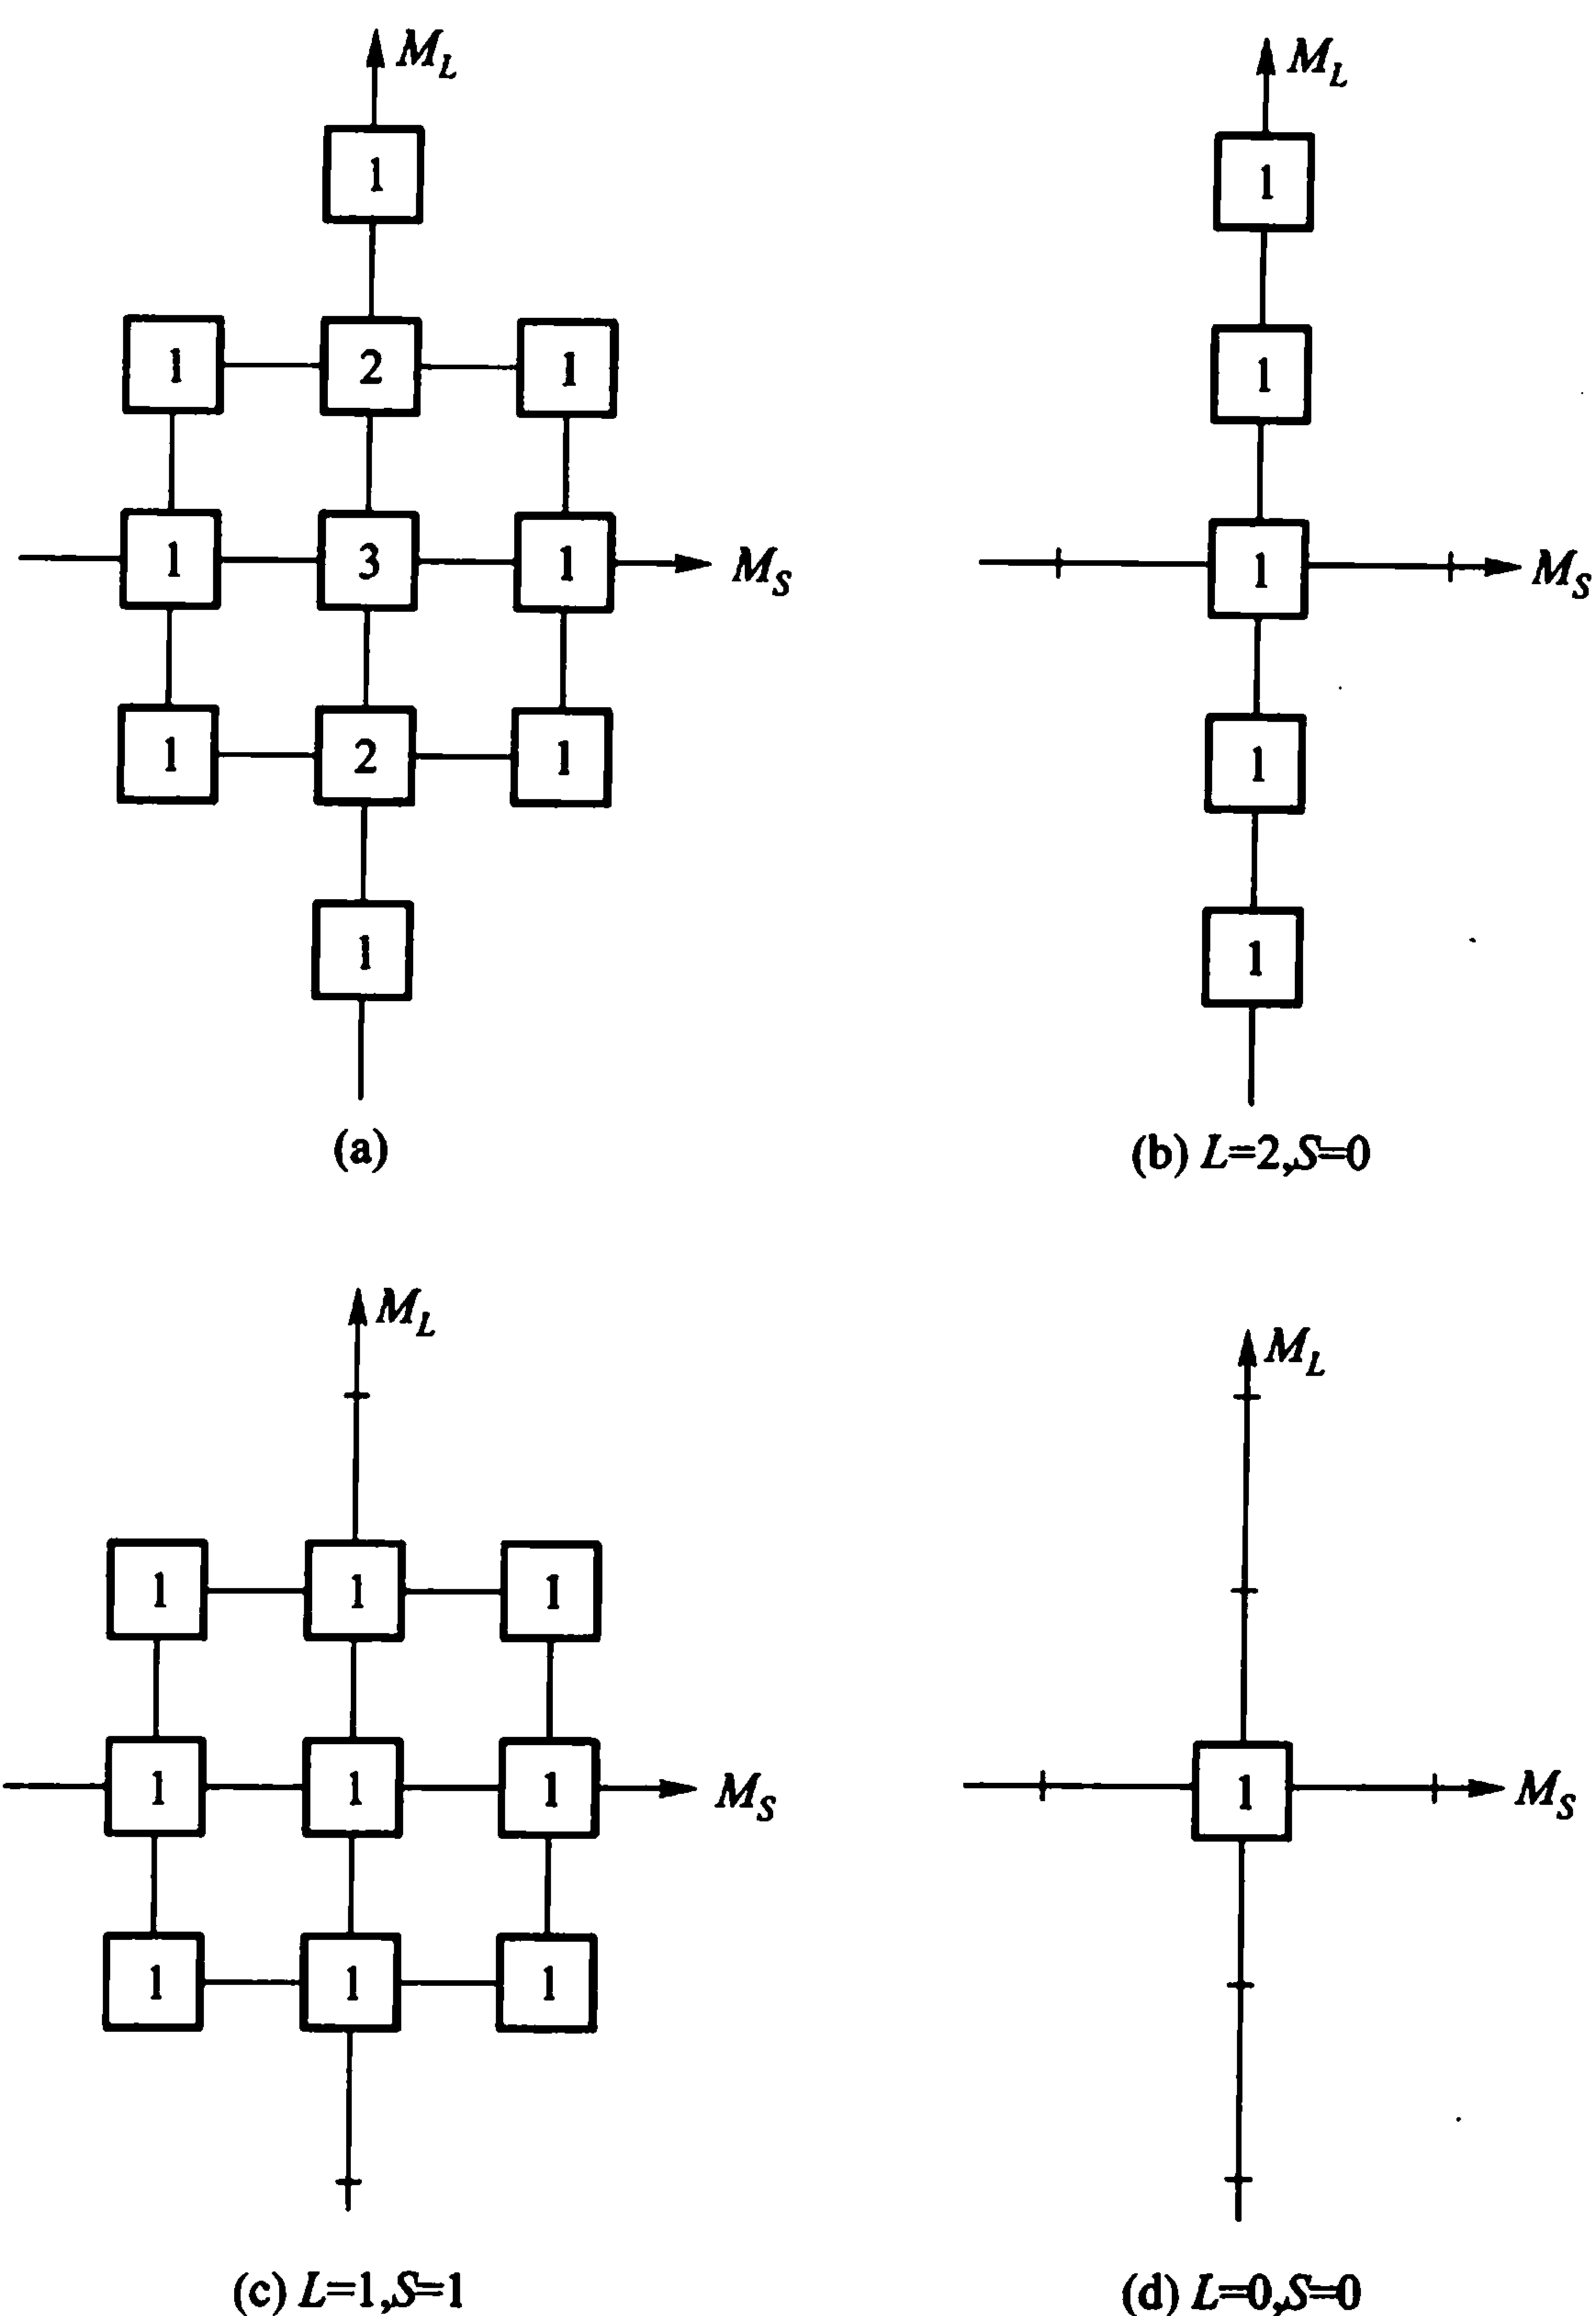 M_L
M_L
1
1
1 2 1
1
1 3 1 M_S
1 M_S
1 2 1
1
1
1
(a)
(b) L=2,S=0
M_L
M_L
1 1 1
1 1 1 M_S
1 M_S
1 1 1
(c) L=1,S=1
(d) L=0,S=0